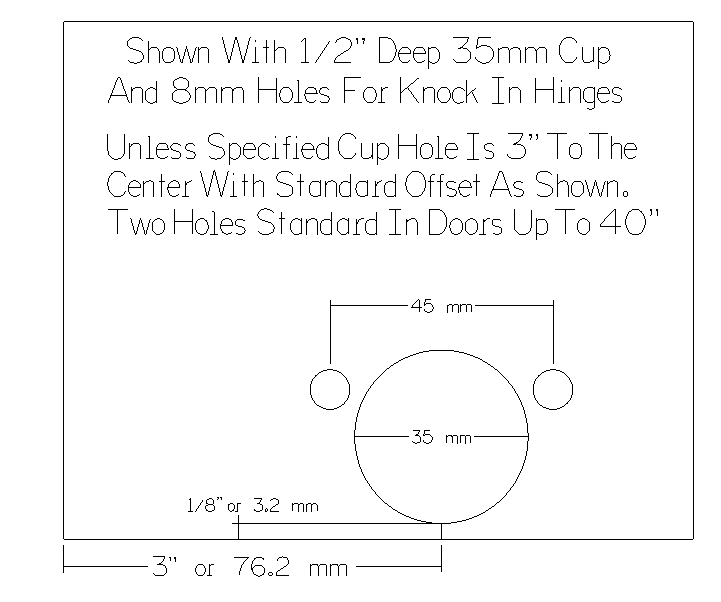 Shown With 1/2" Deep 35mm Cup
And 8mm Holes For Knock In Hinges
Unless Specified Cup Hole Is 3" To The
Center With Standard Offset As Shown.
Two Holes Standard In Doors Up To 40"
45 mm
35 mm
1/8" or 3.2 mm
3" or 76.2 mm